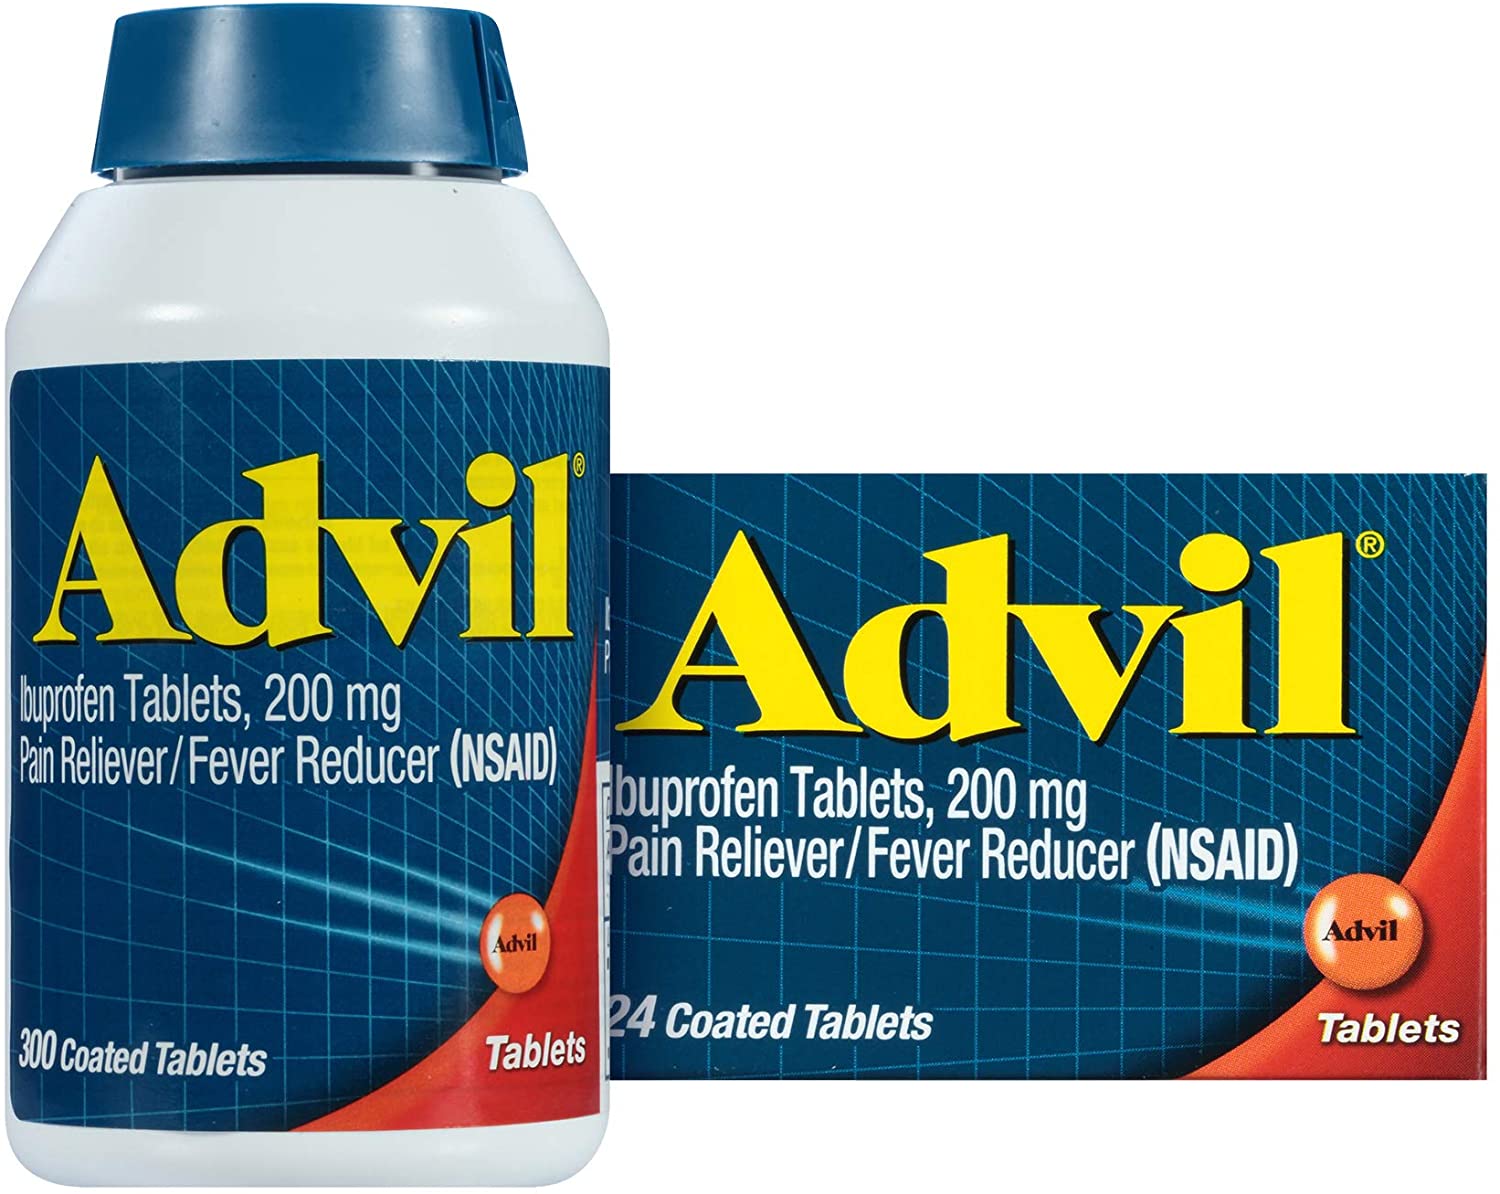 Advil®
Ibuprofen Tablets, 200 mg
Pain Reliever/Fever Reducer (NSAID)
Advil
300 Coated Tablets
Tablets
Advil®
Ibuprofen Tablets, 200 mg
Pain Reliever/Fever Reducer (NSAID)
Advil
24 Coated Tablets
Tablets